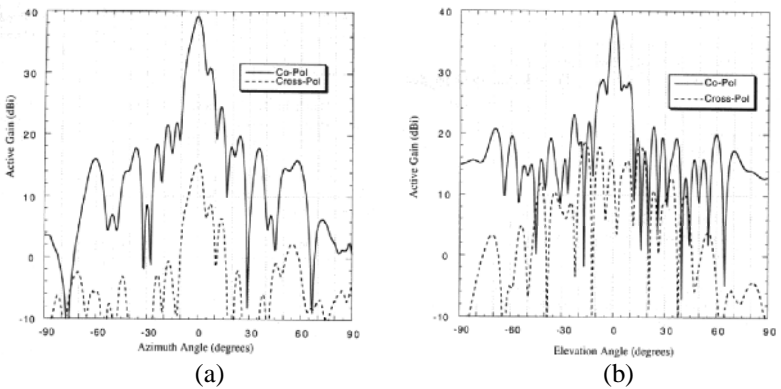 40
30
20
10
0
-10
-90
-60
-30
0
30
60
90
Active Gain (dBi)
Azimuth Angle (degrees)
Co-Pol
Cross-Pol
(a)
40
30
20
10
0
-10
-90
-60
-30
0
30
60
90
Active Gain (dBi)
Elevation Angle (degrees)
Co-Pol
Cross-Pol
(b)